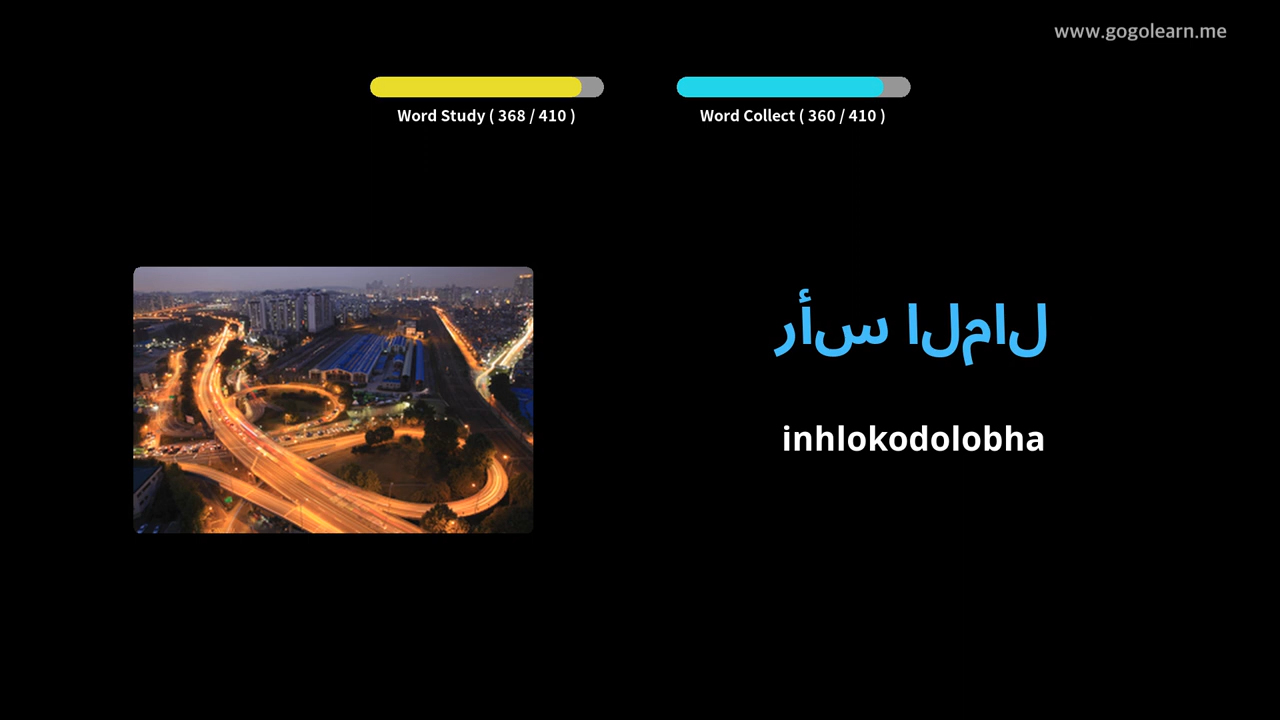 www.gogolearn.me
Word Study ( 368 / 410 )
Word Collect ( 360 / 410 )
رأس المال
inhlokodolobha